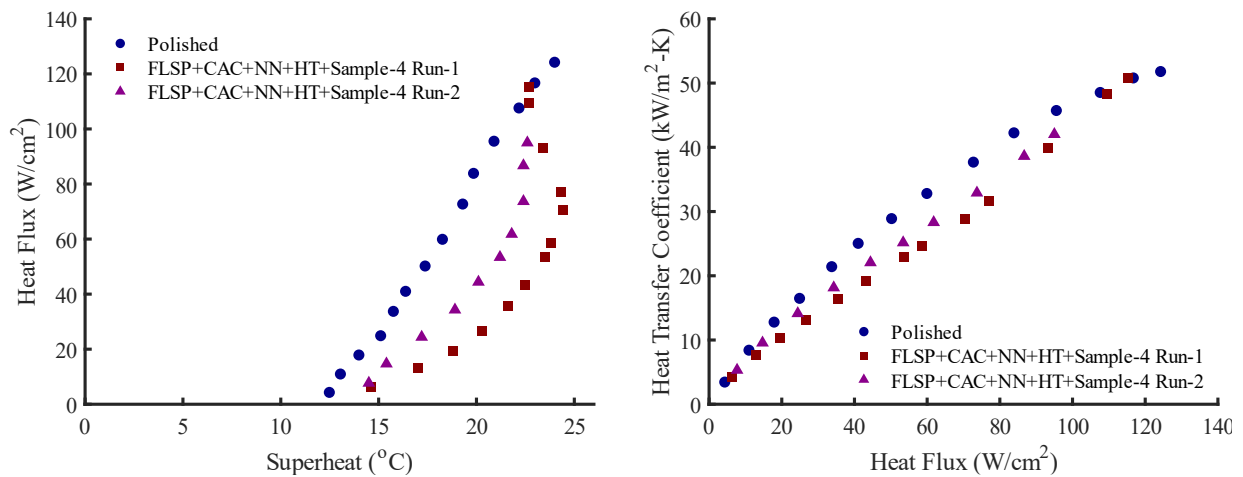 140
120
100
80
60
40
20
0
Heat Flux (W/cm²)
Polished
FLSP+CAC+NN+HT+Sample-4 Run-1
FLSP+CAC+NN+HT+Sample-4 Run-2
0 5 10 15 20 25
Superheat (°C)
60
50
40
30
20
10
0
Heat Transfer Coefficient (kW/m²-K)
Polished
FLSP+CAC+NN+HT+Sample-4 Run-1
FLSP+CAC+NN+HT+Sample-4 Run-2
0 20 40 60 80 100 120 140
Heat Flux (W/cm²)